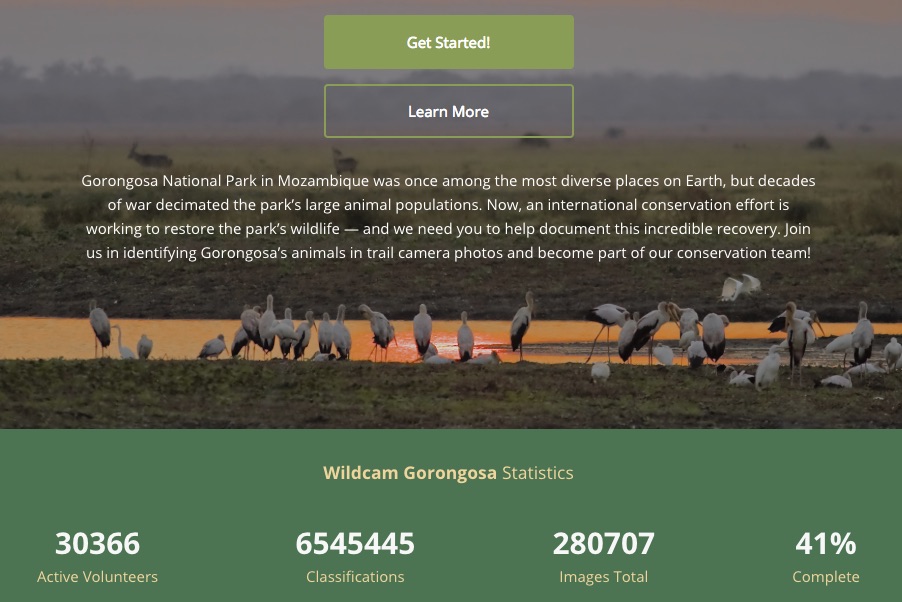 Get Started!
Learn More
Gorongosa National Park in Mozambique was once among the most diverse places on Earth, but decades
of war decimated the park’s large animal populations. Now, an international conservation effort is
working to restore the park’s wildlife — and we need you to help document this incredible recovery. Join
us in identifying Gorongosa’s animals in trail camera photos and become part of our conservation team!
Wildcam Gorongosa Statistics
30366 6545445 280707 41%
Active Volunteers Classifications Images Total Complete